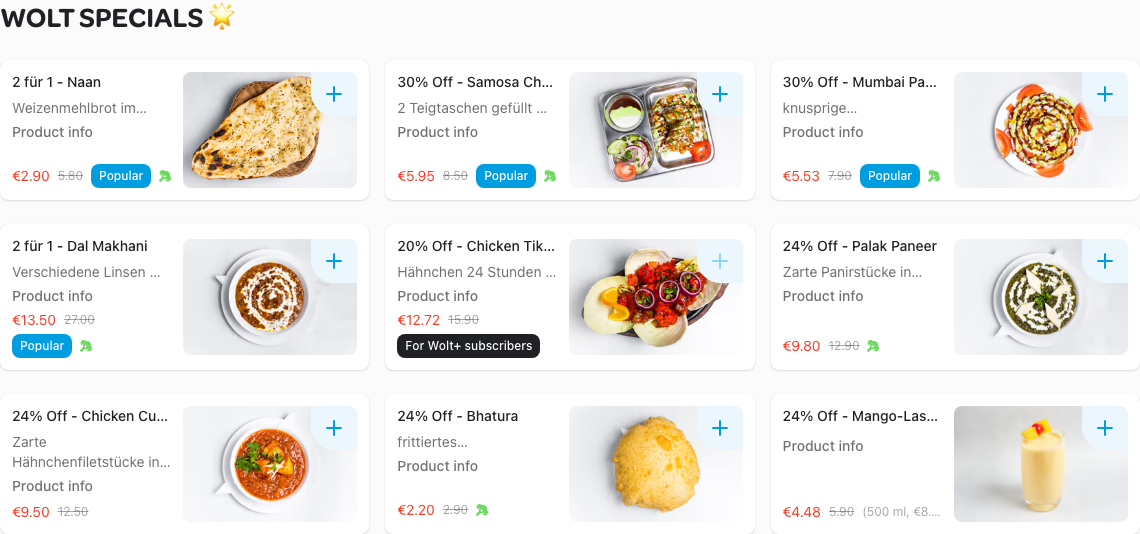 WOLT SPECIALS 🌟
2 für 1 - Naan
Weizenmehlbrot im...
Product info
€2.90 5.80 Popular
30% Off - Samosa Ch...
2 Teigtaschen gefüllt ...
Product info
€5.95 8.50 Popular
30% Off - Mumbai Pa...
knusprige...
Product info
€5.53 7.90 Popular
2 für 1 - Dal Makhani
Verschiedene Linsen ...
Product info
€13.50 27.00
Popular
20% Off - Chicken Tik...
Hähnchen 24 Stunden ...
Product info
€12.72 15.90
For Wolt+ subscribers
24% Off - Palak Paneer
Zarte Panirstücke in...
Product info
€9.80 12.90
24% Off - Chicken Cu...
Zarte
Hähnchenfiletstücke in...
Product info
€9.50 12.50
24% Off - Bhatura
frittiertes...
Product info
€2.20 2.90
24% Off - Mango-Las...
Product info
€4.48 5.90 (500 ml, €8....